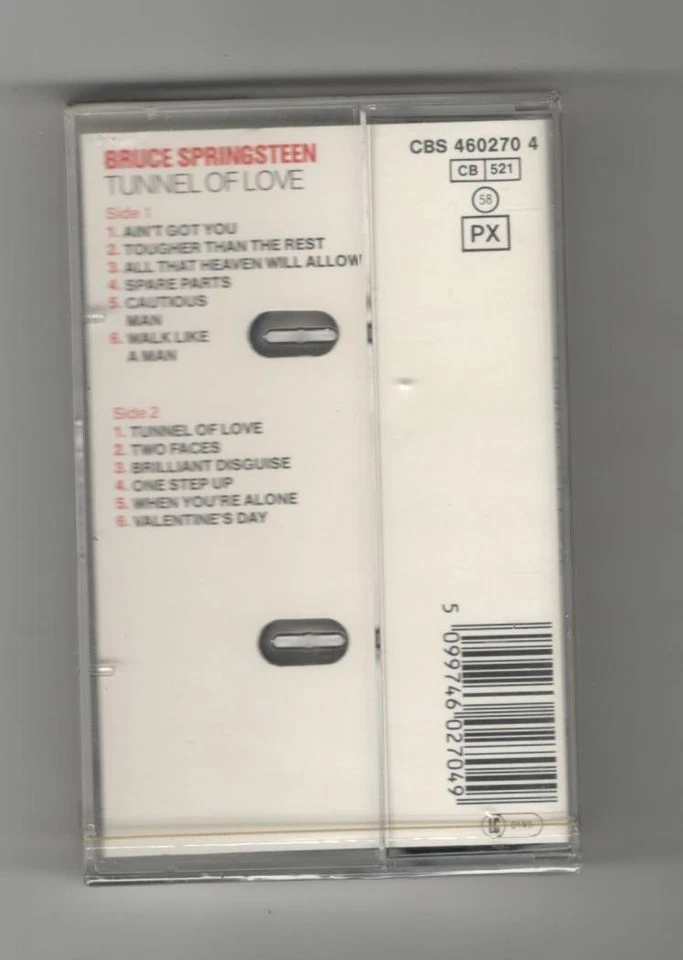 BRUCE SPRINGSTEEN
TUNNEL OF LOVE
Side 1
1. AIN'T GOT YOU
2. TOUGHER THAN THE REST
3. ALL THAT HEAVEN WILL ALLOW
4. SPARE PARTS
5. CAUTIOUS
MAN
6. WALK LIKE
A MAN
Side 2
1. TUNNEL OF LOVE
2. TWO FACES
3. BRILLIANT DISGUISE
4. ONE STEP UP
5. WHEN YOU'RE ALONE
6. VALENTINE'S DAY
CBS 460270 4
CB 521
58
PX
5 099746 027049
LC